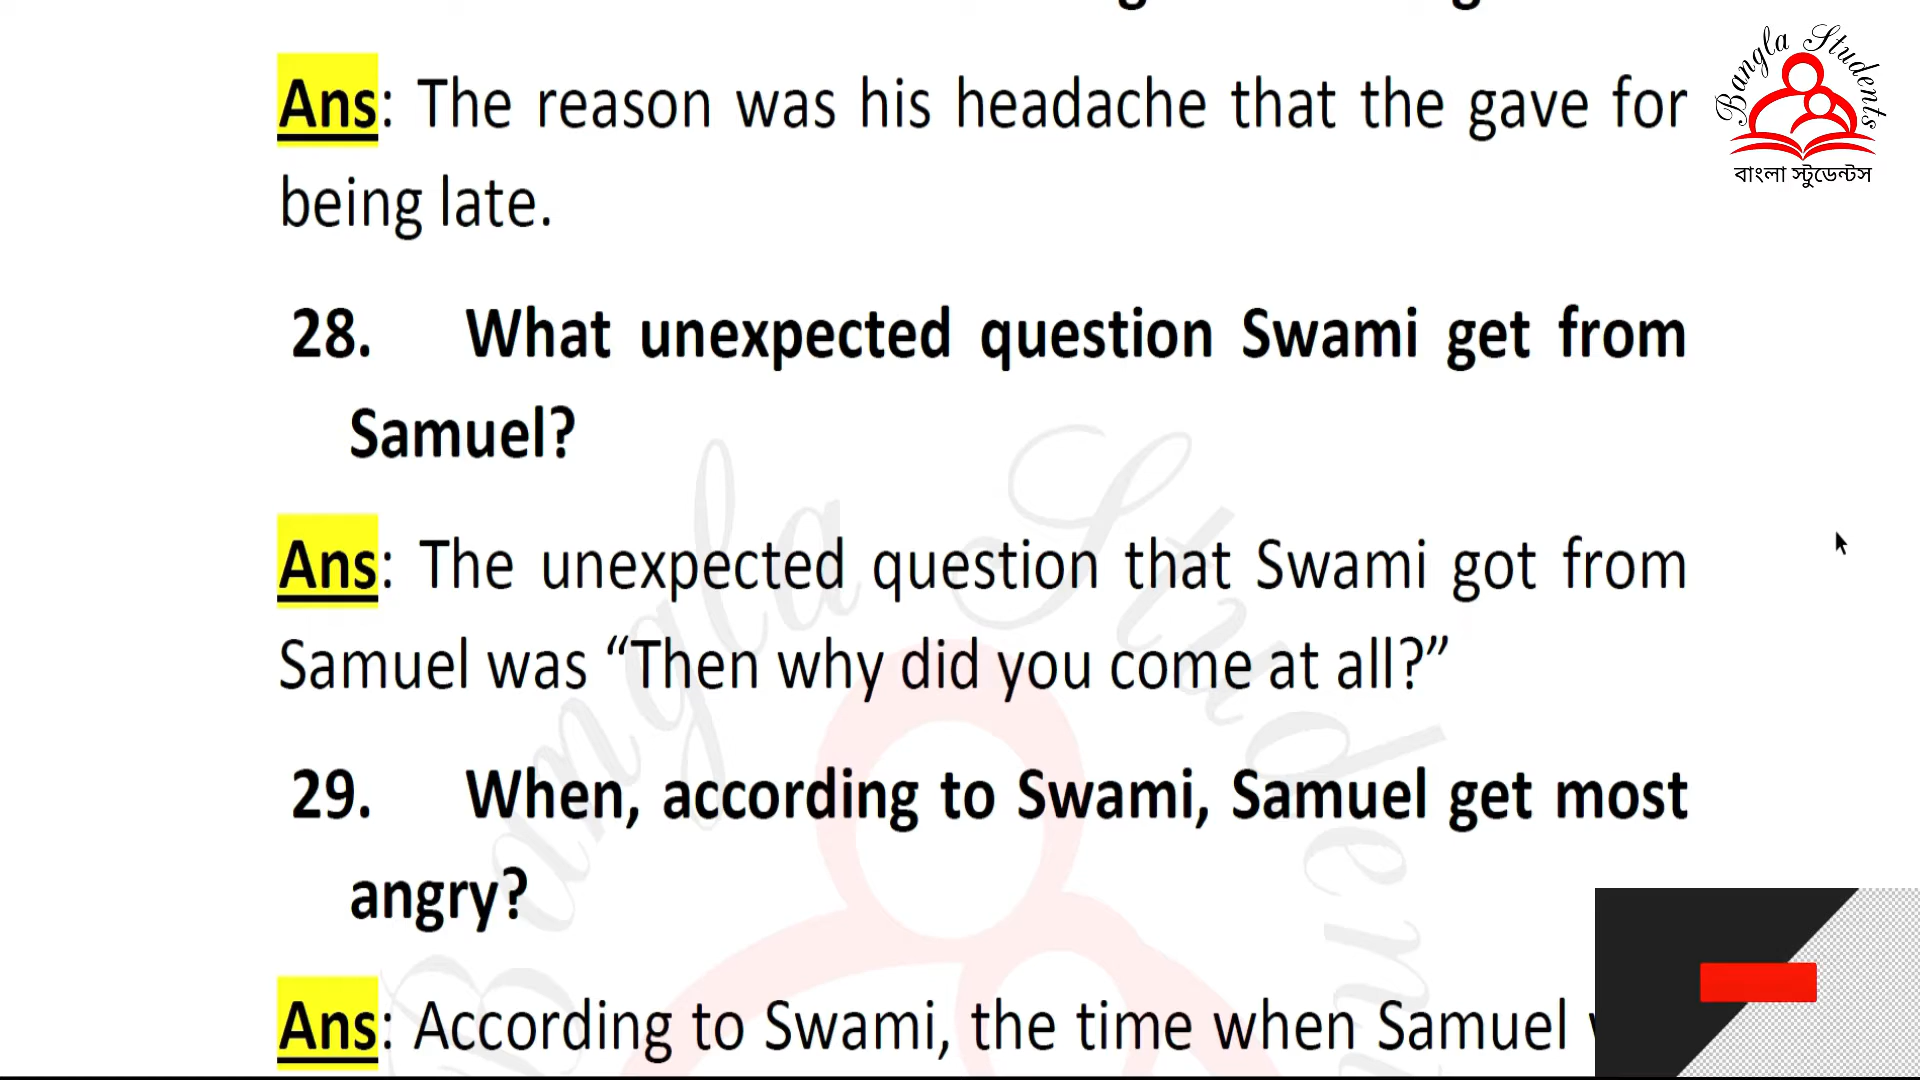 Ans: The reason was his headache that the gave for
being late.
28. What unexpected question Swami get from
Samuel?
Ans: The unexpected question that Swami got from
Samuel was “Then why did you come at all?”
29. When, according to Swami, Samuel get most
angry?
Ans: According to Swami, the time when Samuel
Bangla Students
বাংলা স্টুডেন্টস
Bangla Studen